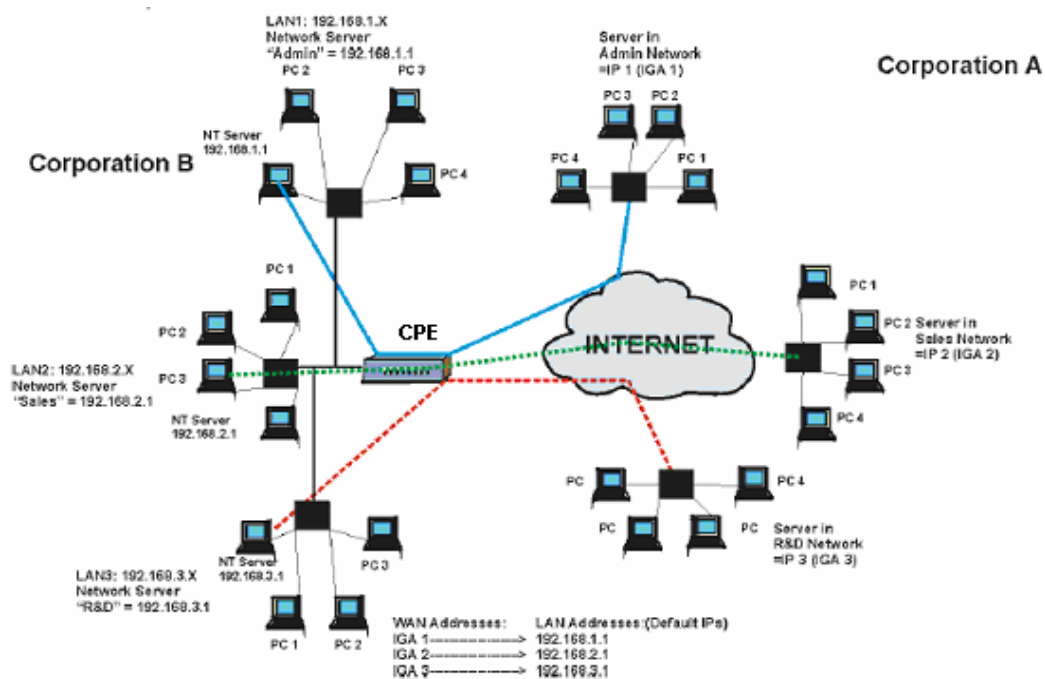 LAN1: 192.168.1.X
Network Server
"Admin" = 192.168.1.1
PC 2
PC 3
NT Server
192.168.1.1
PC 4
Corporation B
Server in
Admin Network
=IP 1 (IGA 1)
Corporation A
PC 3
PC 2
PC 4
PC 1
PC 1
PC 2
PC 3
LAN2: 192.168.2.X
Network Server
"Sales" = 192.168.2.1
NT Server
192.168.2.1
CPE
INTERNET
PC 1
PC 2
Server in
Sales Network
=IP 2 (IGA 2)
PC 3
PC 4
NT Server
192.168.3.1
PC 3
LAN3: 192.168.3.X
Network Server
"R&D" = 192.168.3.1
PC 1
PC 2
PC
PC 4
PC
PC
Server in
R&D Network
=IP 3 (IGA 3)
WAN Addresses: LAN Addresses:(Default IPs)
IGA 1--------------> 192.168.1.1
IGA 2--------------> 192.168.2.1
IGA 3--------------> 192.168.3.1